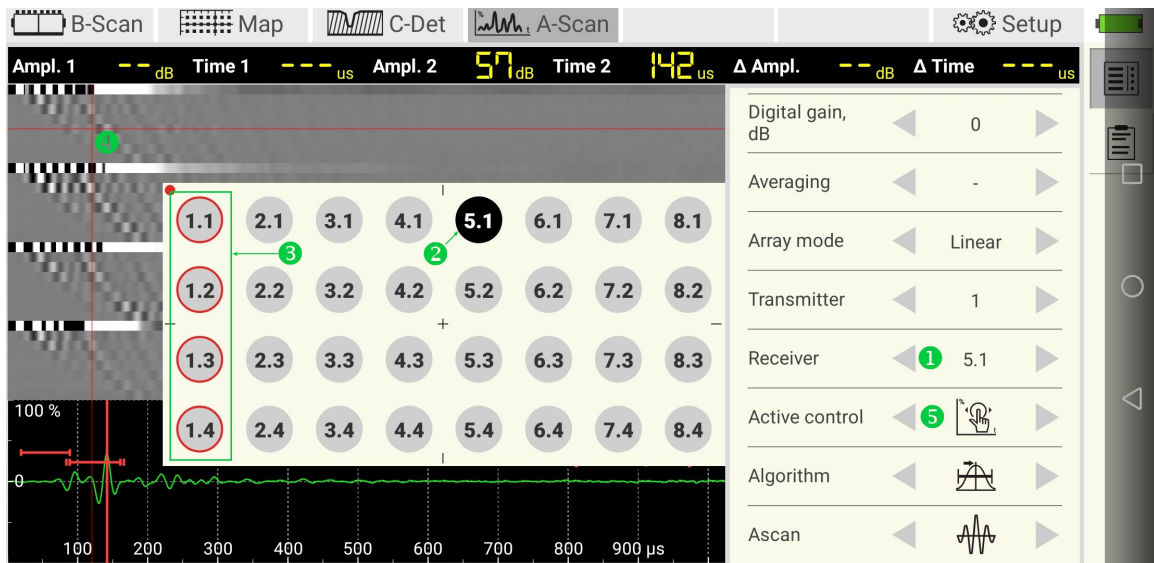 B-Scan Map C-Det A-Scan Setup
Ampl. 1 -- dB Time 1 --- us Ampl. 2 57 dB Time 2 142 us Δ Ampl. -- dB Δ Time --- us
4
1.1 2.1 3.1 4.1 5.1 6.1 7.1 8.1
3 2
1.2 2.2 3.2 4.2 5.2 6.2 7.2 8.2
1.3 2.3 3.3 4.3 5.3 6.3 7.3 8.3
1.4 2.4 3.4 4.4 5.4 6.4 7.4 8.4
100 %
0
100 200 300 400 500 600 700 800 900 µs
Digital gain,
dB 0
Averaging -
Array mode Linear
Transmitter 1
Receiver 1 5.1
Active control 5 % t
Algorithm
Ascan